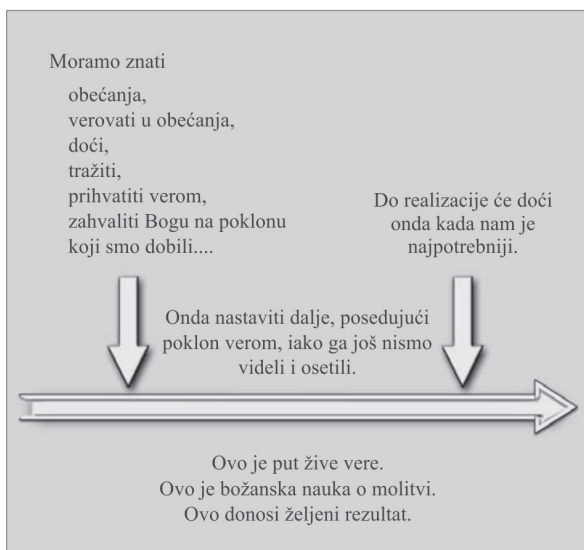 Moramo znati
obećanja,
verovati u obećanja,
doći,
tražiti,
prihvatiti verom,
zahvaliti Bogu na poklonu
koji smo dobili....
Do realizacije će doći
onda kada nam je
najpotrebniji.
Onda nastaviti dalje, posedujući
poklon verom, iako ga još nismo
videli i osetili.
Ovo je put žive vere.
Ovo je božanska nauka o molitvi.
Ovo donosi željeni rezultat.